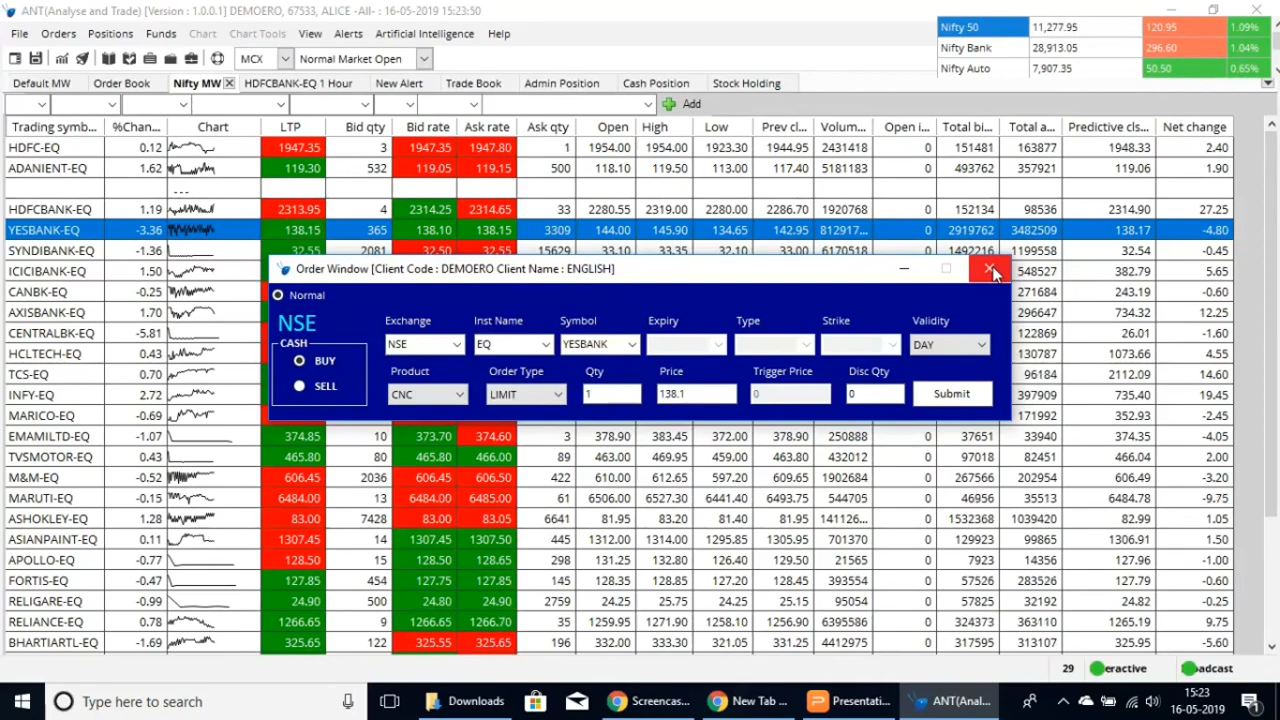 ANT(Analyse and Trade) [Version : 1.0.0.1] DEMOERO, 67533, ALICE -All- : 16-05-2019 15:23:50
Nifty 50 11,277.95 120.95 1.09%
File Orders Positions Funds Chart Chart Tools View Alerts Artificial Intelligence Help
Nifty Bank 28,913.05 296.60 1.04%
MCX Normal Market Open
Nifty Auto 7,907.35 50.50 0.65%
Default MW Order Book Nifty MW HDFCBANK-EQ 1 Hour New Alert Trade Book Admin Position Cash Position Stock Holding
Add
Trading symb... %Chan... Chart LTP Bid qty Bid rate Ask rate Ask qty Open High Low Prev cl... Volum... Open i... Total bi... Total a... Predictive cls... Net change
HDFC-EQ 0.12 1947.35 3 1947.35 1947.80 1 1954.00 1954.00 1923.30 1944.95 2431418 0 151481 163877 1948.33 2.40
ADANIENT-EQ 1.62 119.30 532 119.05 119.15 500 118.10 119.50 113.00 117.40 5181183 0 493762 357921 119.06 1.90
---
HDFCBANK-EQ 1.19 2313.95 4 2314.25 2314.65 33 2280.55 2319.00 2280.00 2286.70 1920768 0 152134 98536 2314.90 27.25
YESBANK-EQ -3.36 138.15 365 138.10 138.15 3309 144.00 145.90 134.65 142.95 812917... 0 2919762 3482509 138.17 -4.80
SYNDIBANK-EQ -1.36 32.55 2081 32.50 32.55 15629 33.10 33.35 32.10 33.00 6170518 0 1492216 1199558 32.54 -0.45
ICICIBANK-EQ 1.50 548527 382.79 5.65
CANBK-EQ -0.25 271684 243.19 -0.60
AXISBANK-EQ 1.70 296647 734.32 12.25
CENTRALBK-EQ -5.81 122869 26.01 -1.60
HCLTECH-EQ 0.43 130787 1073.66 4.55
TCS-EQ 0.70 96184 2112.09 14.60
INFY-EQ 2.72 397909 735.40 19.45
MARICO-EQ -0.69 171992 352.93 -2.45
Order Window [Client Code : DEMOERO Client Name : ENGLISH]
Normal
NSE
CASH
BUY
SELL
Exchange Inst Name Symbol Expiry Type Strike Validity
NSE EQ YESBANK DAY
Product Order Type Qty Price Trigger Price Disc Qty
CNC LIMIT 1 138.1 0 0 Submit
EMAMILTD-EQ -1.07 374.85 10 373.70 374.60 3 378.90 383.45 372.00 378.90 250888 0 37651 33940 374.35 -4.05
TVSMOTOR-EQ 0.43 465.80 80 465.80 466.00 89 463.00 469.95 459.00 463.80 432012 0 97018 82451 466.04 2.00
M&M-EQ -0.52 606.45 2036 606.45 606.50 422 610.00 612.65 597.20 609.65 1902684 0 267566 202954 606.49 -3.20
MARUTI-EQ -0.15 6484.00 13 6484.00 6485.00 61 6506.00 6527.30 6441.40 6493.75 544705 0 46956 35513 6484.78 -9.75
ASHOKLEY-EQ 1.28 83.00 7428 83.00 83.05 6641 81.95 83.20 81.40 81.95 141126... 0 1532368 1039420 82.99 1.05
ASIANPAINT-EQ 0.11 1307.45 14 1307.45 1307.50 445 1312.00 1314.00 1295.85 1305.95 701370 0 129923 99865 1306.91 1.50
APOLLO-EQ -0.77 128.50 15 128.50 128.65 298 131.25 132.80 126.40 129.50 21565 0 7923 14356 127.96 -1.00
FORTIS-EQ -0.47 127.85 454 127.75 127.85 145 128.35 128.80 127.20 128.45 393554 0 57825 283526 127.79 -0.60
RELIGARE-EQ -0.99 24.90 500 24.80 24.90 2759 24.25 25.75 24.25 25.15 95054 0 57825 32192 24.82 -0.25
RELIANCE-EQ 0.78 1266.65 9 1266.65 1266.70 35 1259.95 1271.90 1258.10 1256.90 6395586 0 324373 363110 1265.19 9.75
BHARTIARTL-EQ -1.69 325.65 122 325.55 325.65 196 332.00 333.30 321.05 331.25 4412975 0 317595 313107 325.56 -5.60
29 eractive adcast
Type here to search
Downloads
Screencas...
New Tab ...
Presentati...
ANT(Anal...
15:23
16-05-2019
1